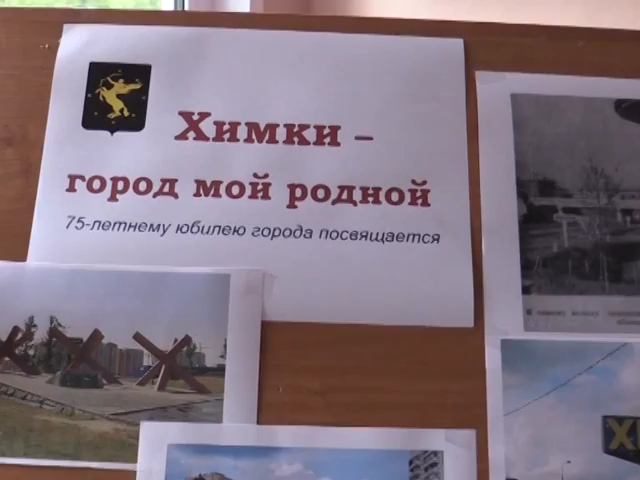 Химки –
город мой родной
75-летнему юбилею города посвящается